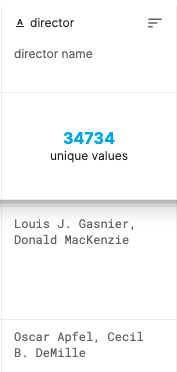 A director
director name
34734
unique values
Louis J. Gasnier,
Donald MacKenzie
Oscar Apfel, Cecil
B. DeMille